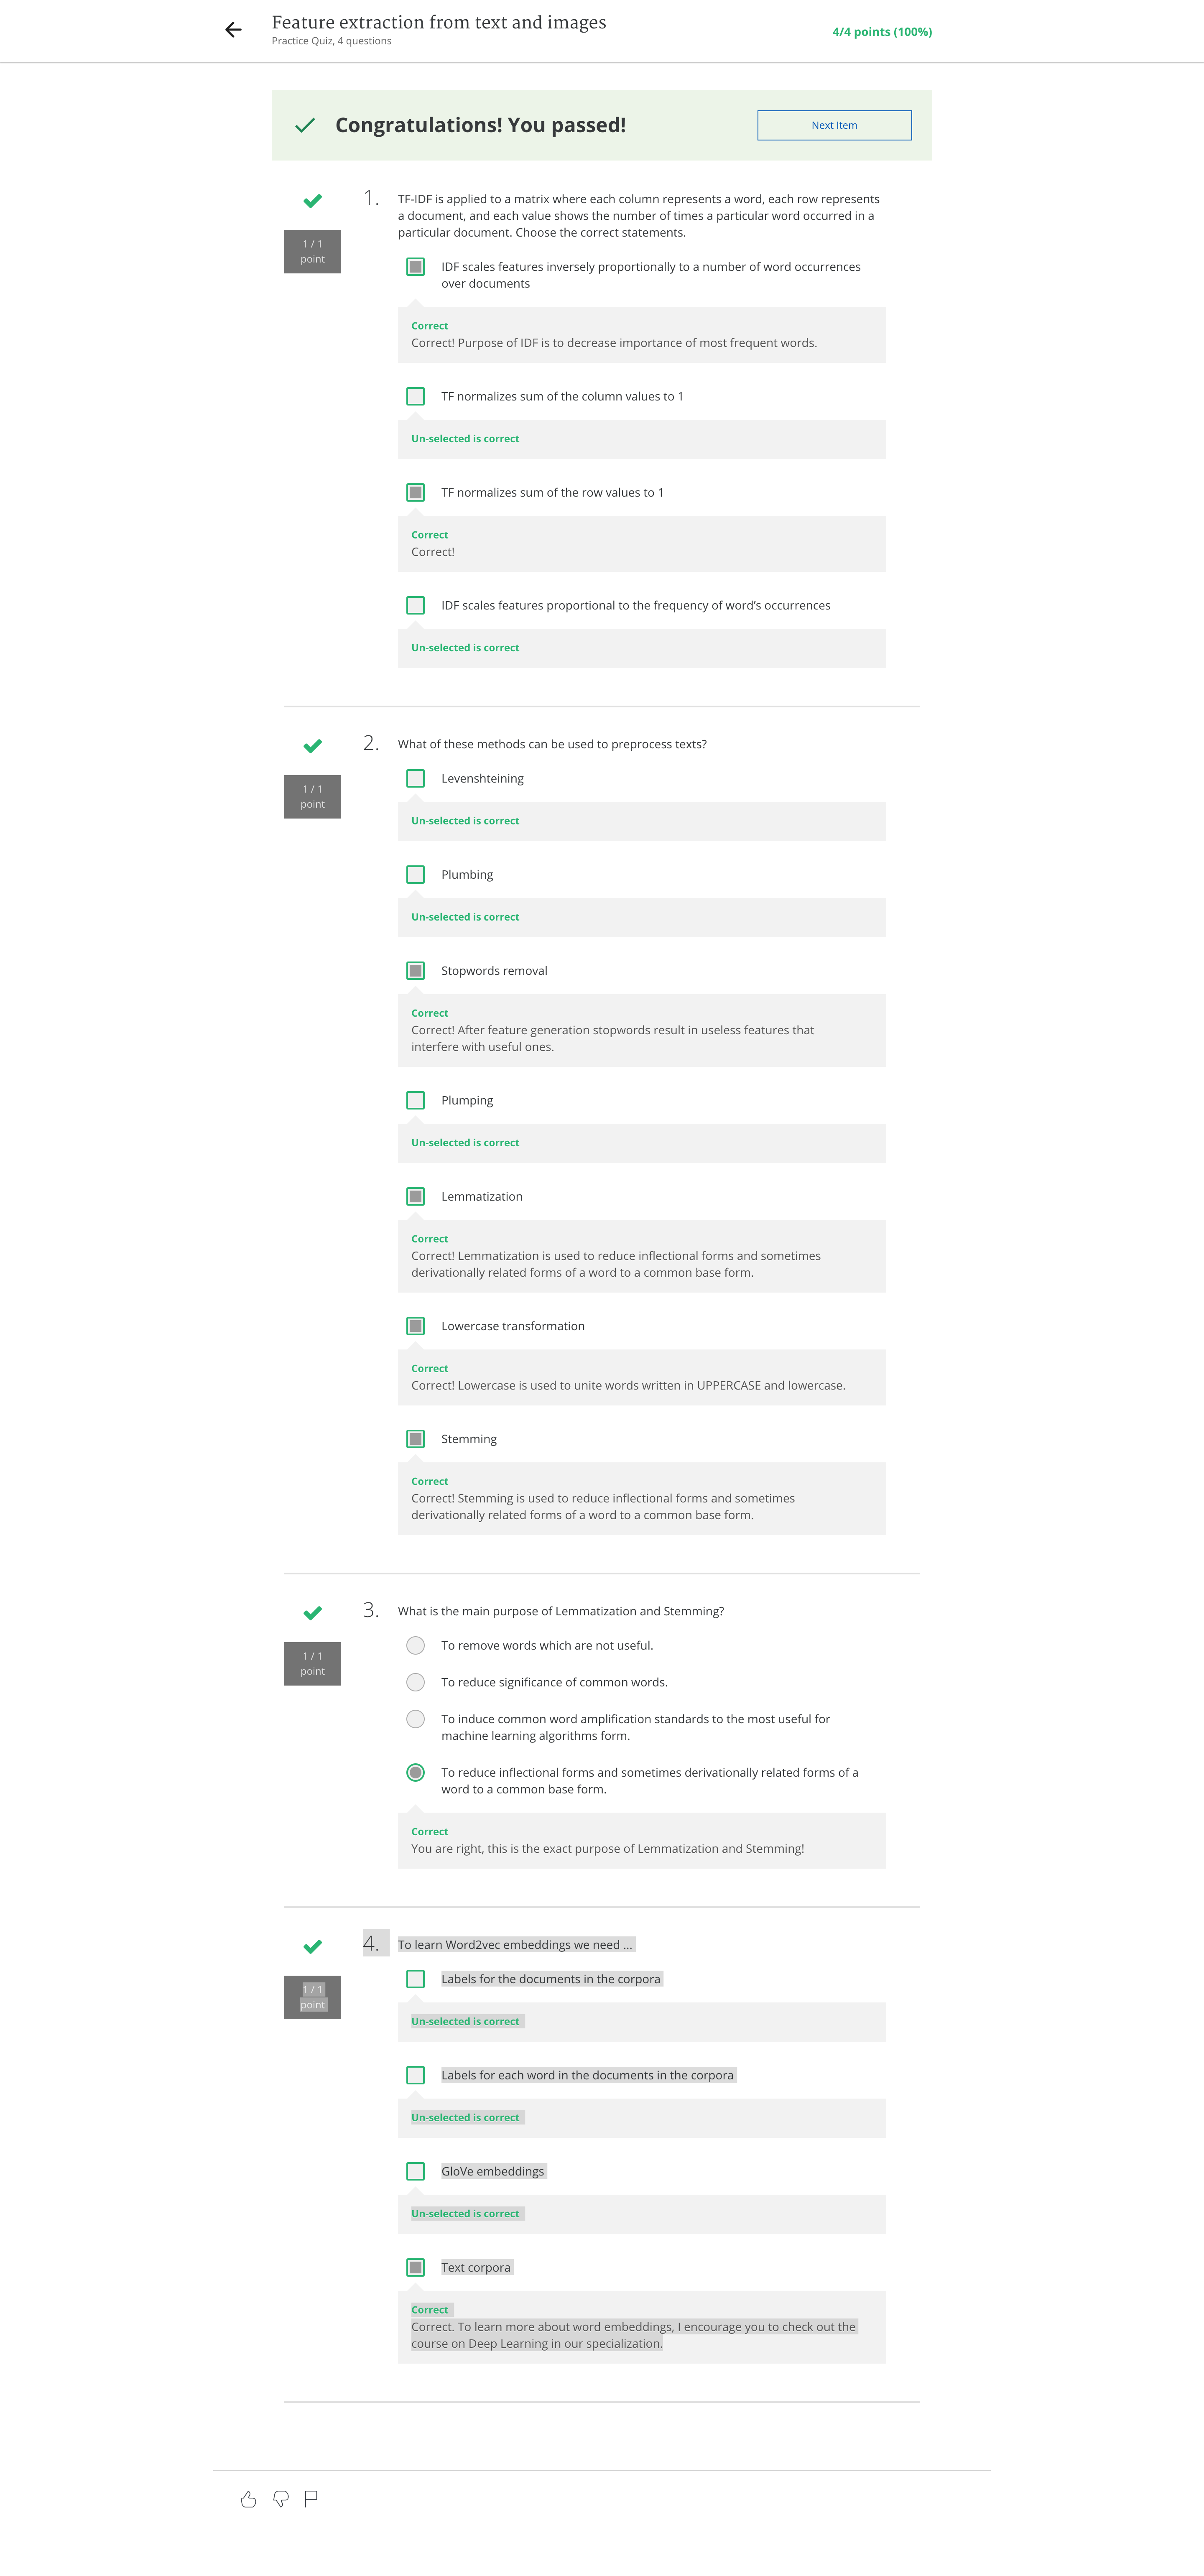 Feature extraction from text and images
Practice Quiz, 4 questions
4/4 points (100%)
Congratulations! You passed!
Next Item
1 / 1
point
1.
TF-IDF is applied to a matrix where each column represents a word, each row represents
a document, and each value shows the number of times a particular word occurred in a
particular document. Choose the correct statements.
IDF scales features inversely proportionally to a number of word occurrences
over documents
Correct
Correct! Purpose of IDF is to decrease importance of most frequent words.
TF normalizes sum of the column values to 1
Un-selected is correct
TF normalizes sum of the row values to 1
Correct
Correct!
IDF scales features proportional to the frequency of word's occurrences
Un-selected is correct
1 / 1
point
2.
What of these methods can be used to preprocess texts?
Levenshteining
Un-selected is correct
Plumbing
Un-selected is correct
Stopwords removal
Correct
Correct! After feature generation stopwords result in useless features that
interfere with useful ones.
Plumping
Un-selected is correct
Lemmatization
Correct
Correct! Lemmatization is used to reduce inflectional forms and sometimes
derivationally related forms of a word to a common base form.
Lowercase transformation
Correct
Correct! Lowercase is used to unite words written in UPPERCASE and lowercase.
Stemming
Correct
Correct! Stemming is used to reduce inflectional forms and sometimes
derivationally related forms of a word to a common base form.
1 / 1
point
3.
What is the main purpose of Lemmatization and Stemming?
To remove words which are not useful.
To reduce significance of common words.
To induce common word amplification standards to the most useful for
machine learning algorithms form.
To reduce inflectional forms and sometimes derivationally related forms of a
word to a common base form.
Correct
You are right, this is the exact purpose of Lemmatization and Stemming!
1 / 1
point
4.
To learn Word2vec embeddings we need ...
Labels for the documents in the corpora
Un-selected is correct
Labels for each word in the documents in the corpora
Un-selected is correct
GloVe embeddings
Un-selected is correct
Text corpora
Correct
Correct. To learn more about word embeddings, I encourage you to check out the
course on Deep Learning in our specialization.